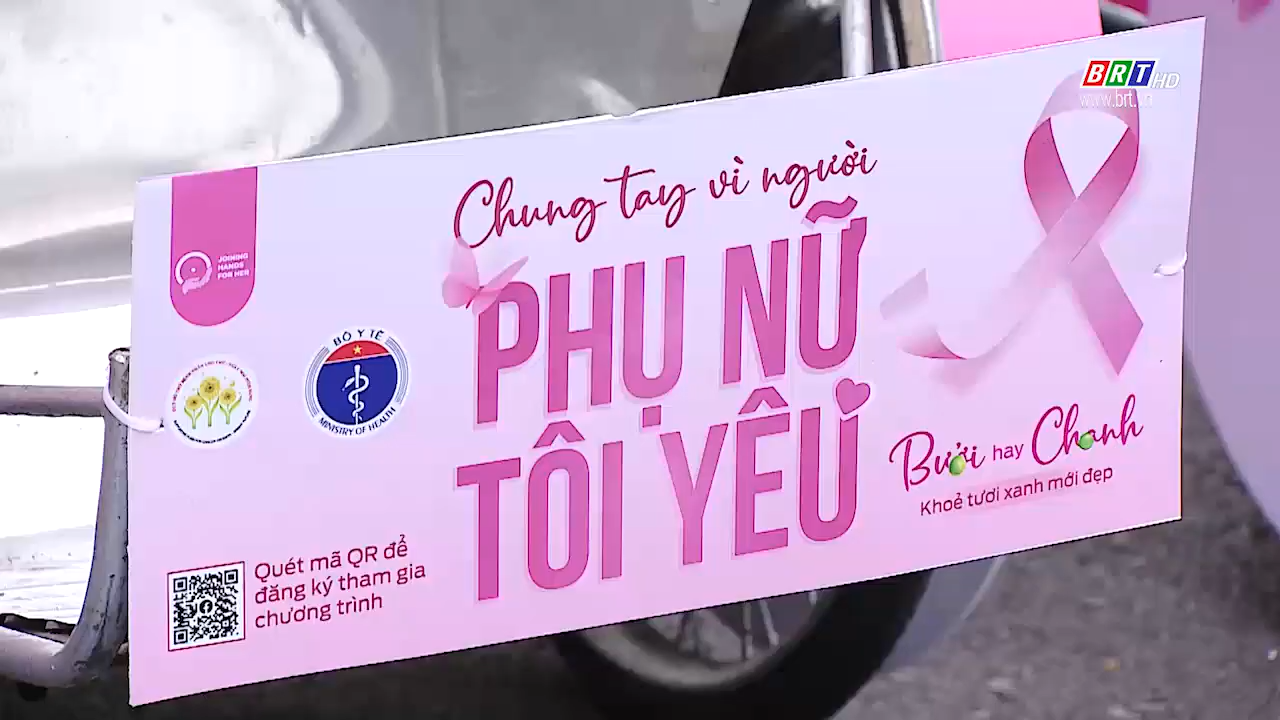 BRT HD
www.brt.vn
JOINING
HANDS
FOR HER
Chung tay vì người
PHỤ NỮ
TÔI YÊU
BỘ Y TẾ
MINISTRY OF HEALTH
Bưởi hay Chanh
Khoẻ tươi xanh mới đẹp
Quét mã QR để
đăng ký tham gia
chương trình